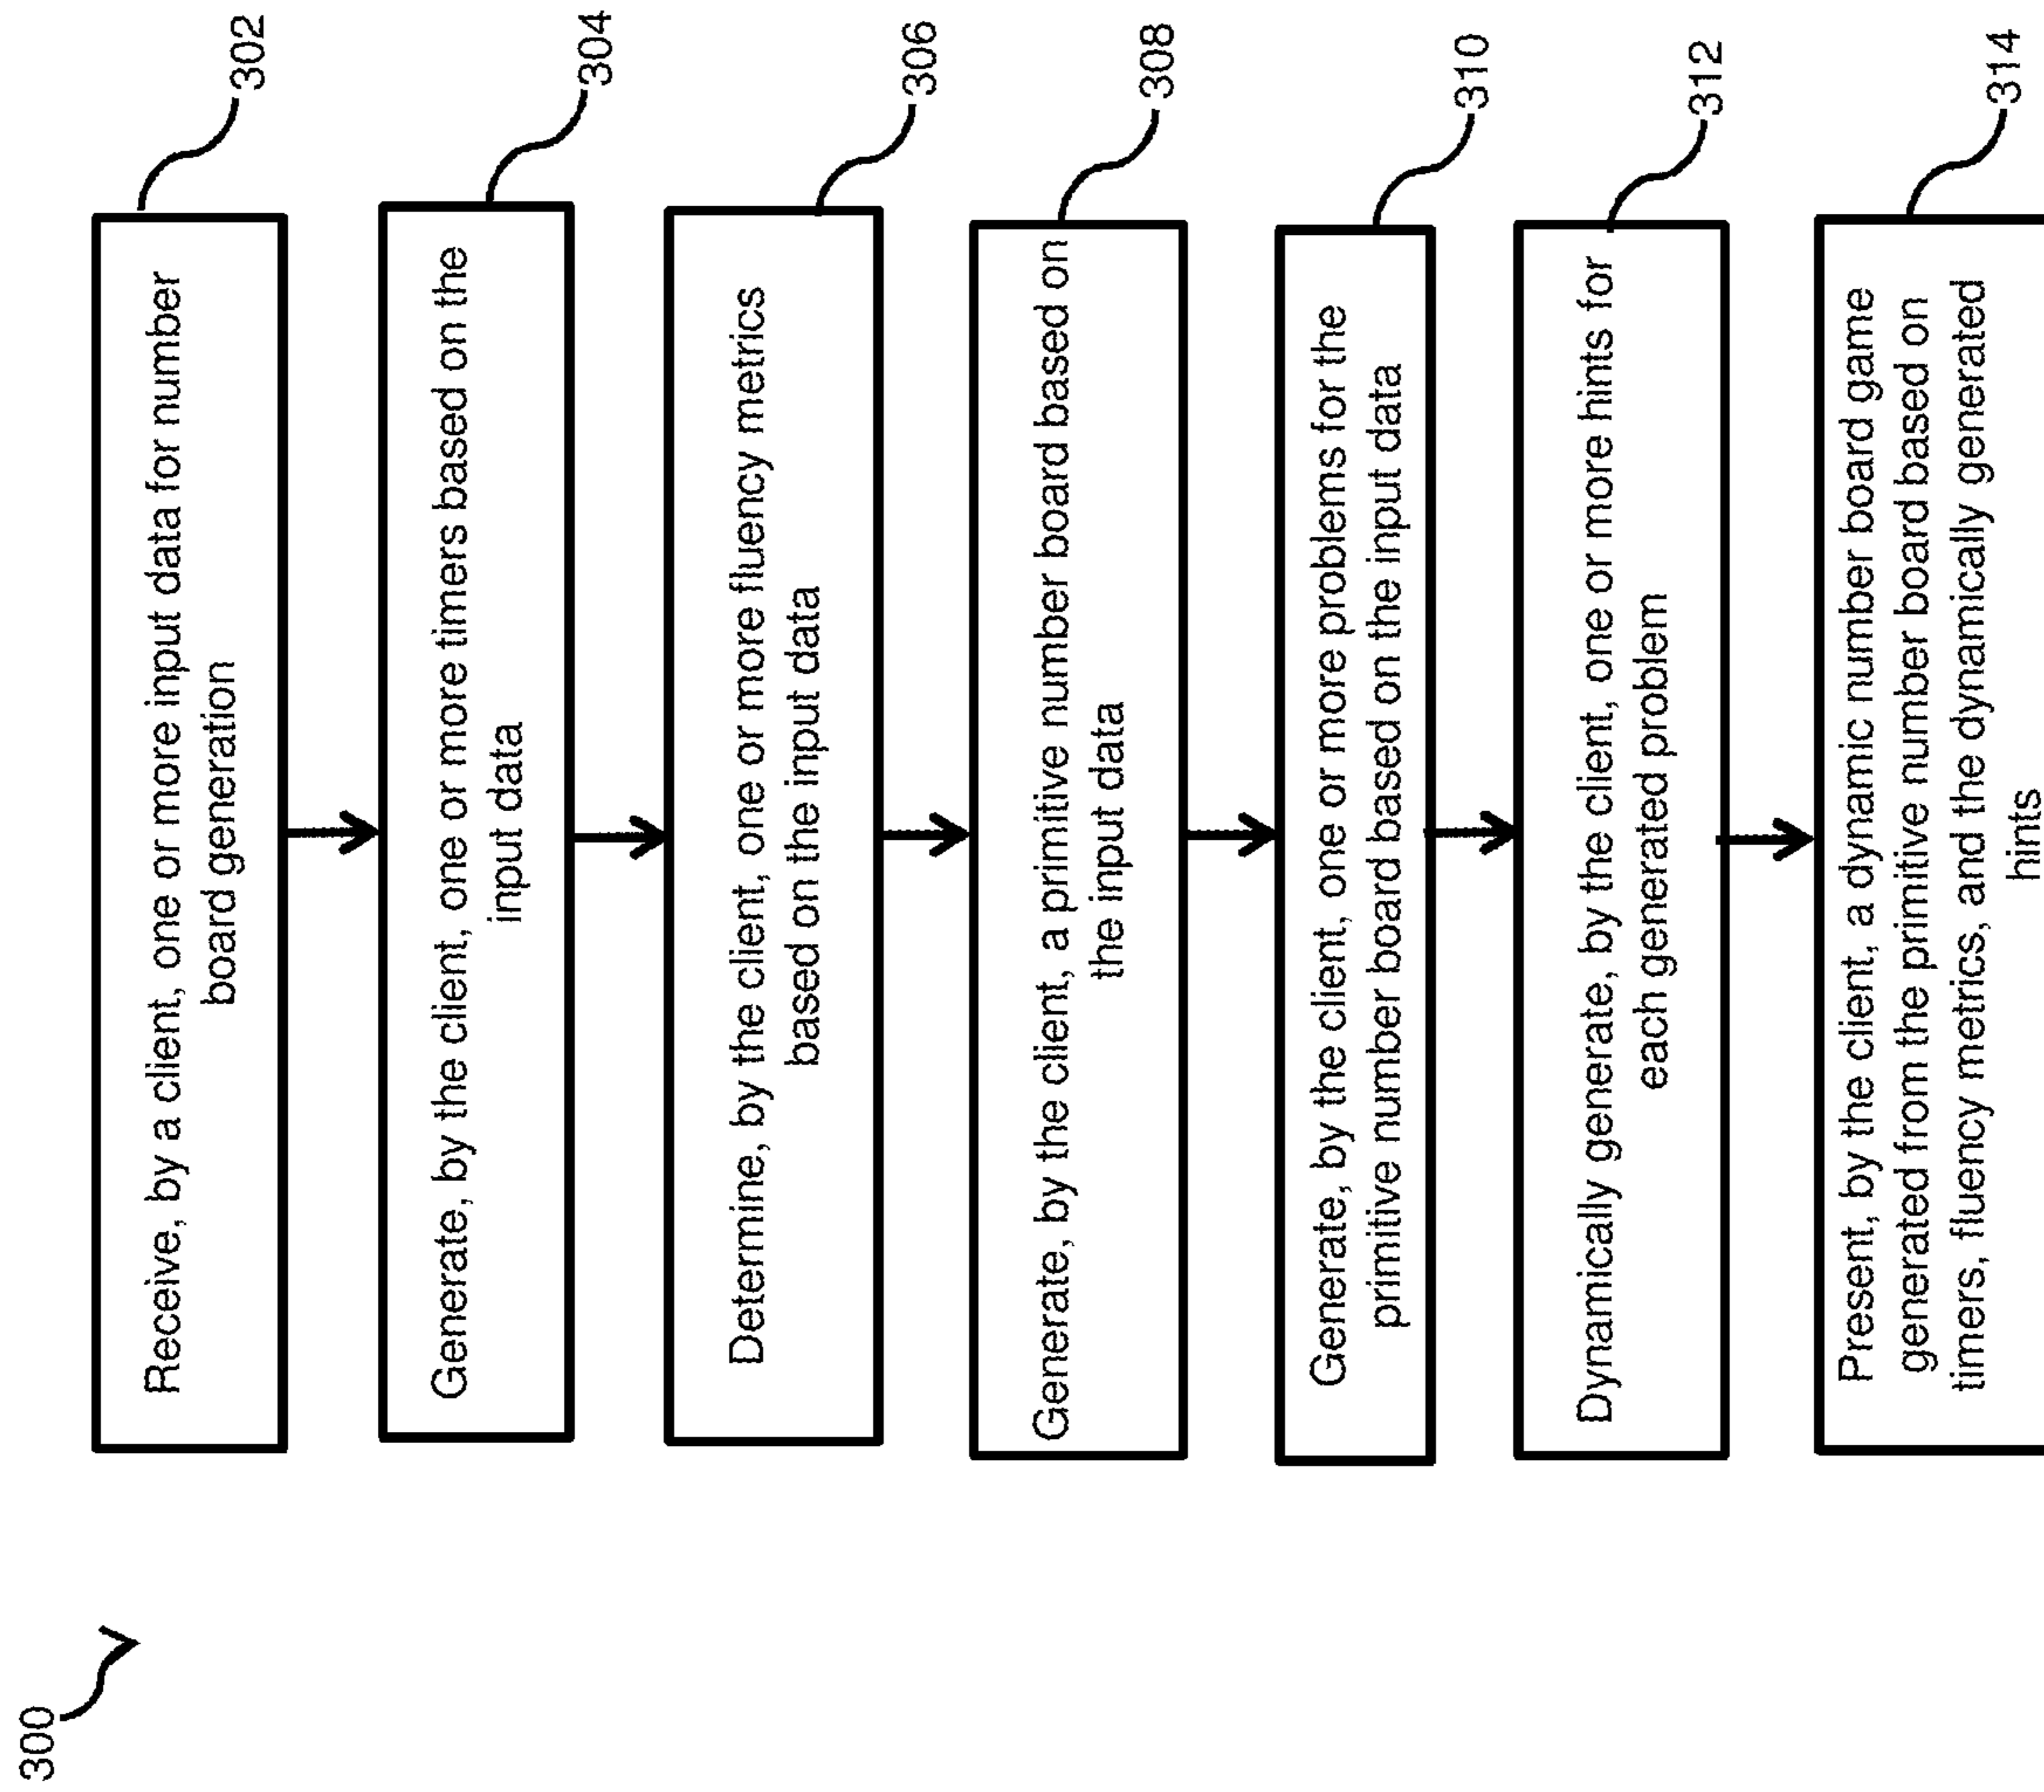 300
Receive, by a client, one or more input data for number
board generation
302
Generate, by the client, one or more timers based on the
input data
304
Determine, by the client, one or more fluency metrics
based on the input data
306
Generate, by the client, a primitive number board based on
the input data
308
Generate, by the client, one or more problems for the
primitive number board based on the input data
310
Dynamically generate, by the client, one or more hints for
each generated problem
312
Present, by the client, a dynamic number board game
generated from the primitive number board based on
timers, fluency metrics, and the dynamically generated
hints
314